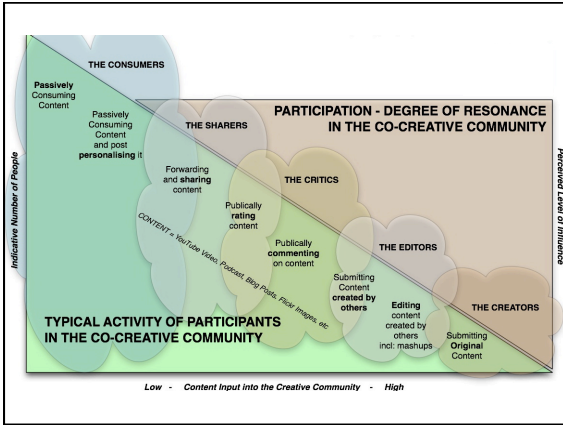 THE CONSUMERS
Passively
Consuming
Content
Passively
Consuming
Content
and post
personalising it
PARTICIPATION - DEGREE OF RESONANCE
IN THE CO-CREATIVE COMMUNITY
THE SHARERS
Forwarding
and sharing
content
THE CRITICS
Publically
rating
content
Publically
commenting
on content
CONTENT = YouTube Video, Podcast, Blog Posts, Flickr Images, etc
THE EDITORS
Submitting
Content
created by
others
Editing
content
created by
others
incl: mashups
THE CREATORS
Submitting
Original
Content
TYPICAL ACTIVITY OF PARTICIPANTS
IN THE CO-CREATIVE COMMUNITY
Indicative Number of People
Perceived Level of Influence
Low - Content Input into the Creative Community - High